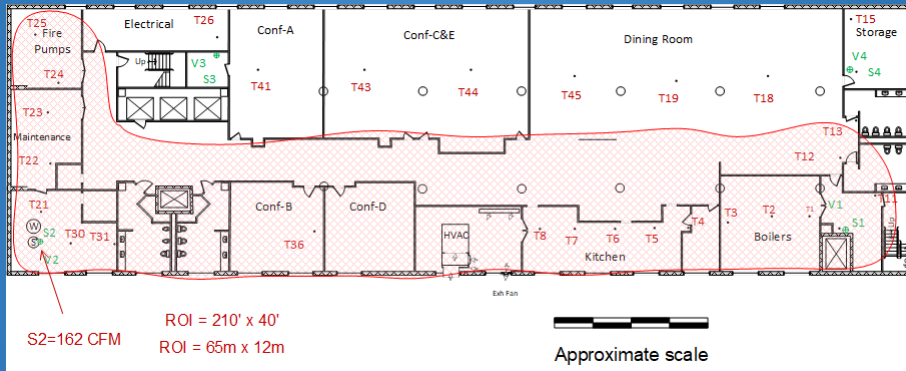 T25
Fire
Pumps
T24
Electrical
T26
Up
V3
S3
Conf-A
T41
Conf-C&E
T43
T44
Dining Room
T45
T19
T18
T15
Storage
V4
S4
T23
Maintenance
T22
T13
T12
T21
W
S
S2
V2
T30
T31
Conf-B
T36
Conf-D
HVAC
T8
T7
T6
T5
T4
Kitchen
T3
T2
T1
Boilers
V1
S1
T11
Up
Exh Fan
S2=162 CFM
ROI = 210' x 40'
ROI = 65m x 12m
Approximate scale